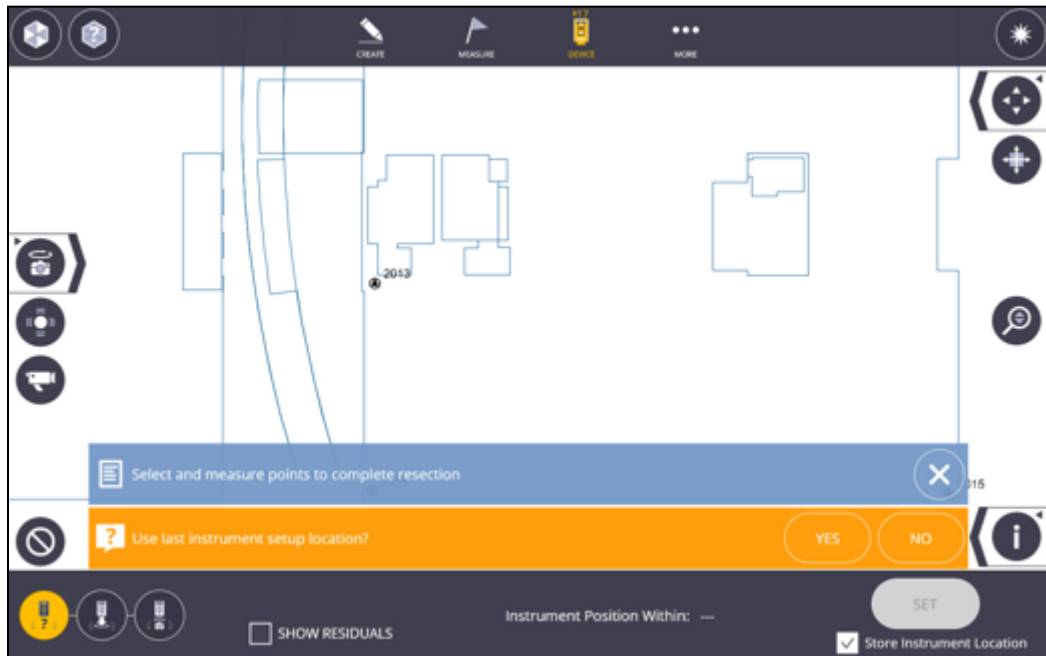 #17
CREATE
MEASURE
DEVICE
MORE
2013
Select and measure points to complete resection
015
Use last instrument setup location?
YES
NO
SET
Instrument Position Within: ---
SHOW RESIDUALS
Store Instrument Location